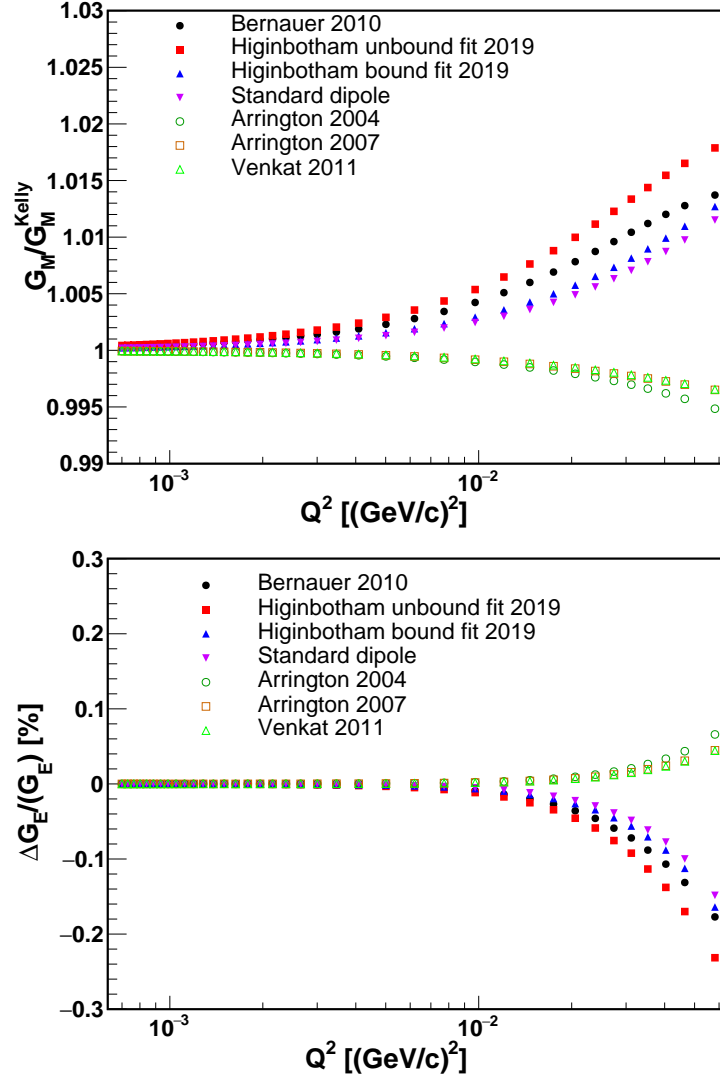 1.03
1.025
1.02
1.015
1.01
1.005
1
0.995
0.99
G_M/G_M^Kelly
Bernauer 2010
Higinbotham unbound fit 2019
Higinbotham bound fit 2019
Standard dipole
Arrington 2004
Arrington 2007
Venkat 2011
10⁻³
10⁻²
Q² [(GeV/c)²]
0.3
0.2
0.1
0
−0.1
−0.2
−0.3
ΔG_E/(G_E) [%]
Bernauer 2010
Higinbotham unbound fit 2019
Higinbotham bound fit 2019
Standard dipole
Arrington 2004
Arrington 2007
Venkat 2011
10⁻³
10⁻²
Q² [(GeV/c)²]